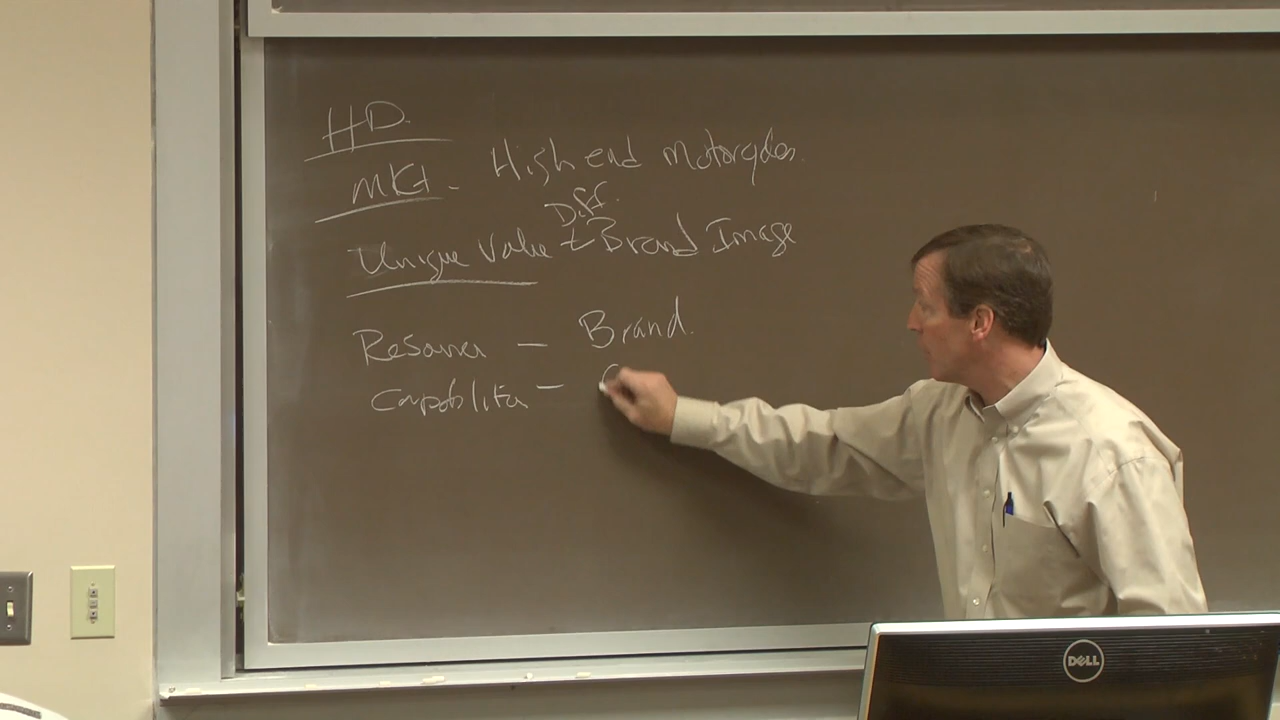 HD.
MKt - High end Motorcycles.
Diff.
Unique Value + Brand Image
Resources - Brand.
Capabilities -
DELL